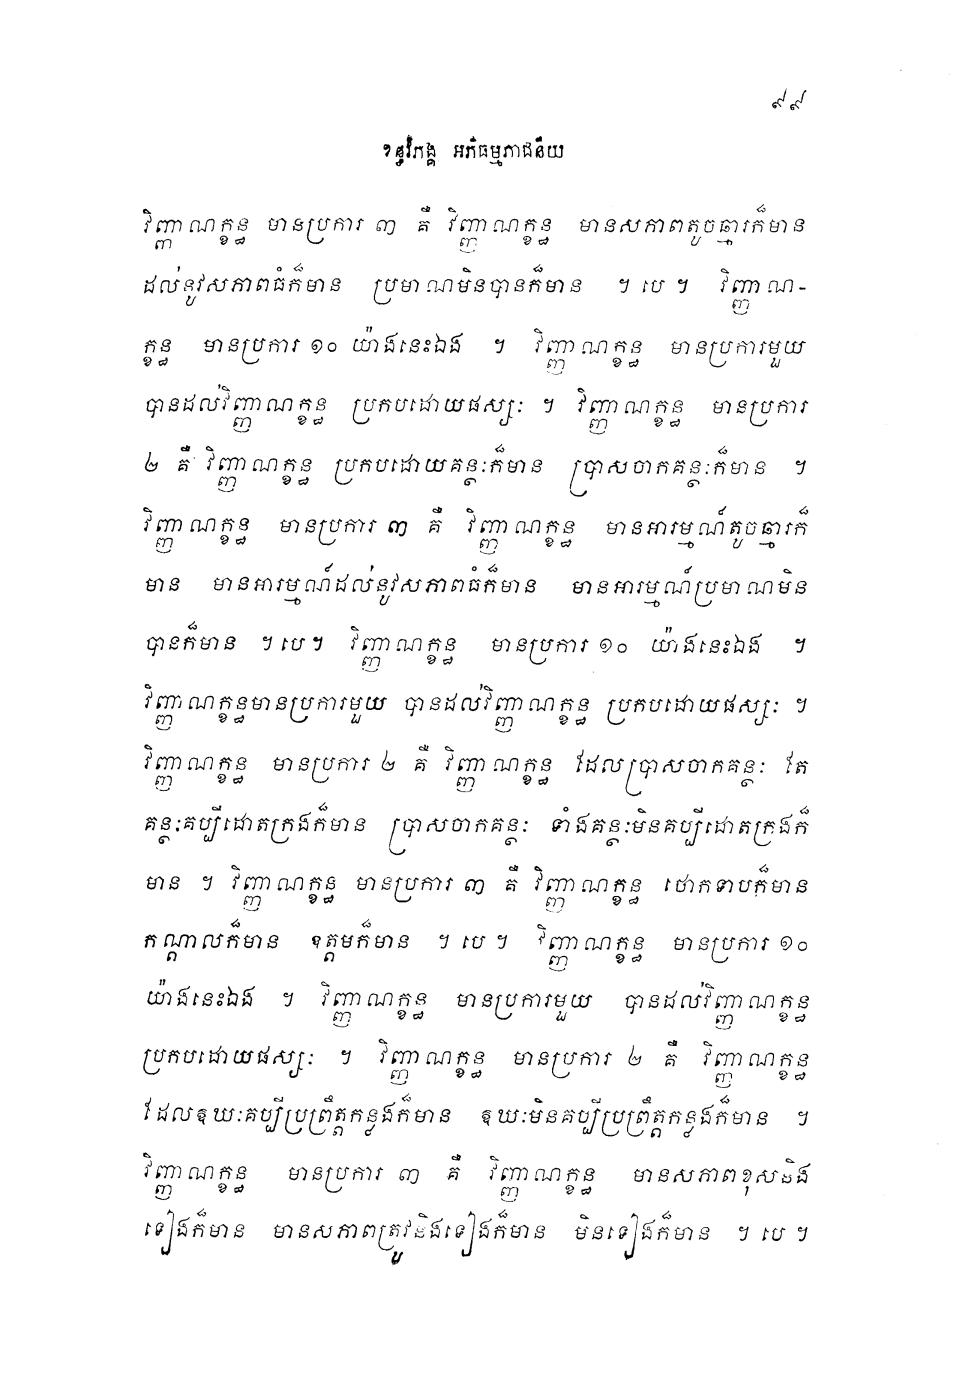 ៩៩
ខន្ធវិភង្គ អភិធម្មភាជនីយ
វិញ្ញាណក្ខន្ធ មានប្រការ ៣ គឺ វិញ្ញាណក្ខន្ធ មានសភាពតូចឆ្មារក៏មាន
ដល់នូវសភាពធំក៏មាន ប្រមាណមិនបានក៏មាន ។ បេ ។ វិញ្ញាណ-
ក្ខន្ធ មានប្រការ ១០ យ៉ាងនេះឯង ។ វិញ្ញាណក្ខន្ធ មានប្រការមួយ
បានដល់វិញ្ញាណក្ខន្ធ ប្រកបដោយផស្សៈ ។ វិញ្ញាណក្ខន្ធ មានប្រការ
២ គឺ វិញ្ញាណក្ខន្ធ ប្រកបដោយគន្ថៈក៏មាន ប្រាសចាកគន្ថៈក៏មាន ។
វិញ្ញាណក្ខន្ធ មានប្រការ ៣ គឺ វិញ្ញាណក្ខន្ធ មានអារម្មណ៍តូចឆ្មារក៏
មាន មានអារម្មណ៍ដល់នូវសភាពធំក៏មាន មានអារម្មណ៍ប្រមាណមិន
បានក៏មាន ។ បេ ។ វិញ្ញាណក្ខន្ធ មានប្រការ ១០ យ៉ាងនេះឯង ។
វិញ្ញាណក្ខន្ធមានប្រការមួយ បានដល់វិញ្ញាណក្ខន្ធ ប្រកបដោយផស្សៈ ។
វិញ្ញាណក្ខន្ធ មានប្រការ ២ គឺ វិញ្ញាណក្ខន្ធ ដែលប្រាសចាកគន្ថៈ តែ
គន្ថៈគប្បីដោតក្រងក៏មាន ប្រាសចាកគន្ថៈ ទាំងគន្ថៈមិនគប្បីដោតក្រងក៏
មាន ។ វិញ្ញាណក្ខន្ធ មានប្រការ ៣ គឺ វិញ្ញាណក្ខន្ធ ថោកទាបក៏មាន
កណ្តាលក៏មាន ឧត្តមក៏មាន ។ បេ ។ វិញ្ញាណក្ខន្ធ មានប្រការ ១០
យ៉ាងនេះឯង ។ វិញ្ញាណក្ខន្ធ មានប្រការមួយ បានដល់វិញ្ញាណក្ខន្ធ
ប្រកបដោយផស្សៈ ។ វិញ្ញាណក្ខន្ធ មានប្រការ ២ គឺ វិញ្ញាណក្ខន្ធ
ដែលឱឃៈគប្បីប្រព្រឹត្តកន្លងក៏មាន ឱឃៈមិនគប្បីប្រព្រឹត្តកន្លងក៏មាន ។
វិញ្ញាណក្ខន្ធ មានប្រការ ៣ គឺ វិញ្ញាណក្ខន្ធ មានសភាពខុសនិង
ទៀងក៏មាន មានសភាពត្រូវនិងទៀងក៏មាន មិនទៀងក៏មាន ។ បេ ។